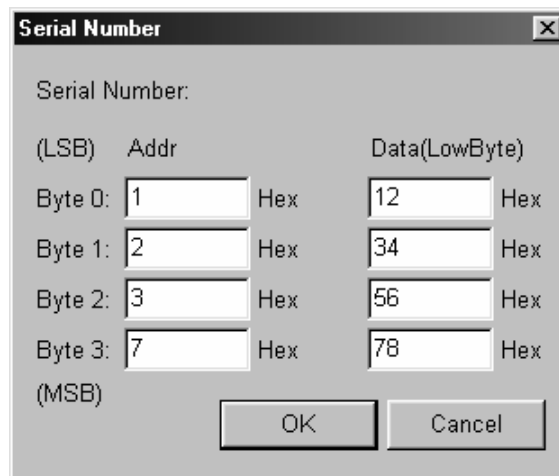 Serial Number
Serial Number:
(LSB) Addr Data(LowByte)
Byte 0: 1 Hex 12 Hex
Byte 1: 2 Hex 34 Hex
Byte 2: 3 Hex 56 Hex
Byte 3: 7 Hex 78 Hex
(MSB)
OK Cancel